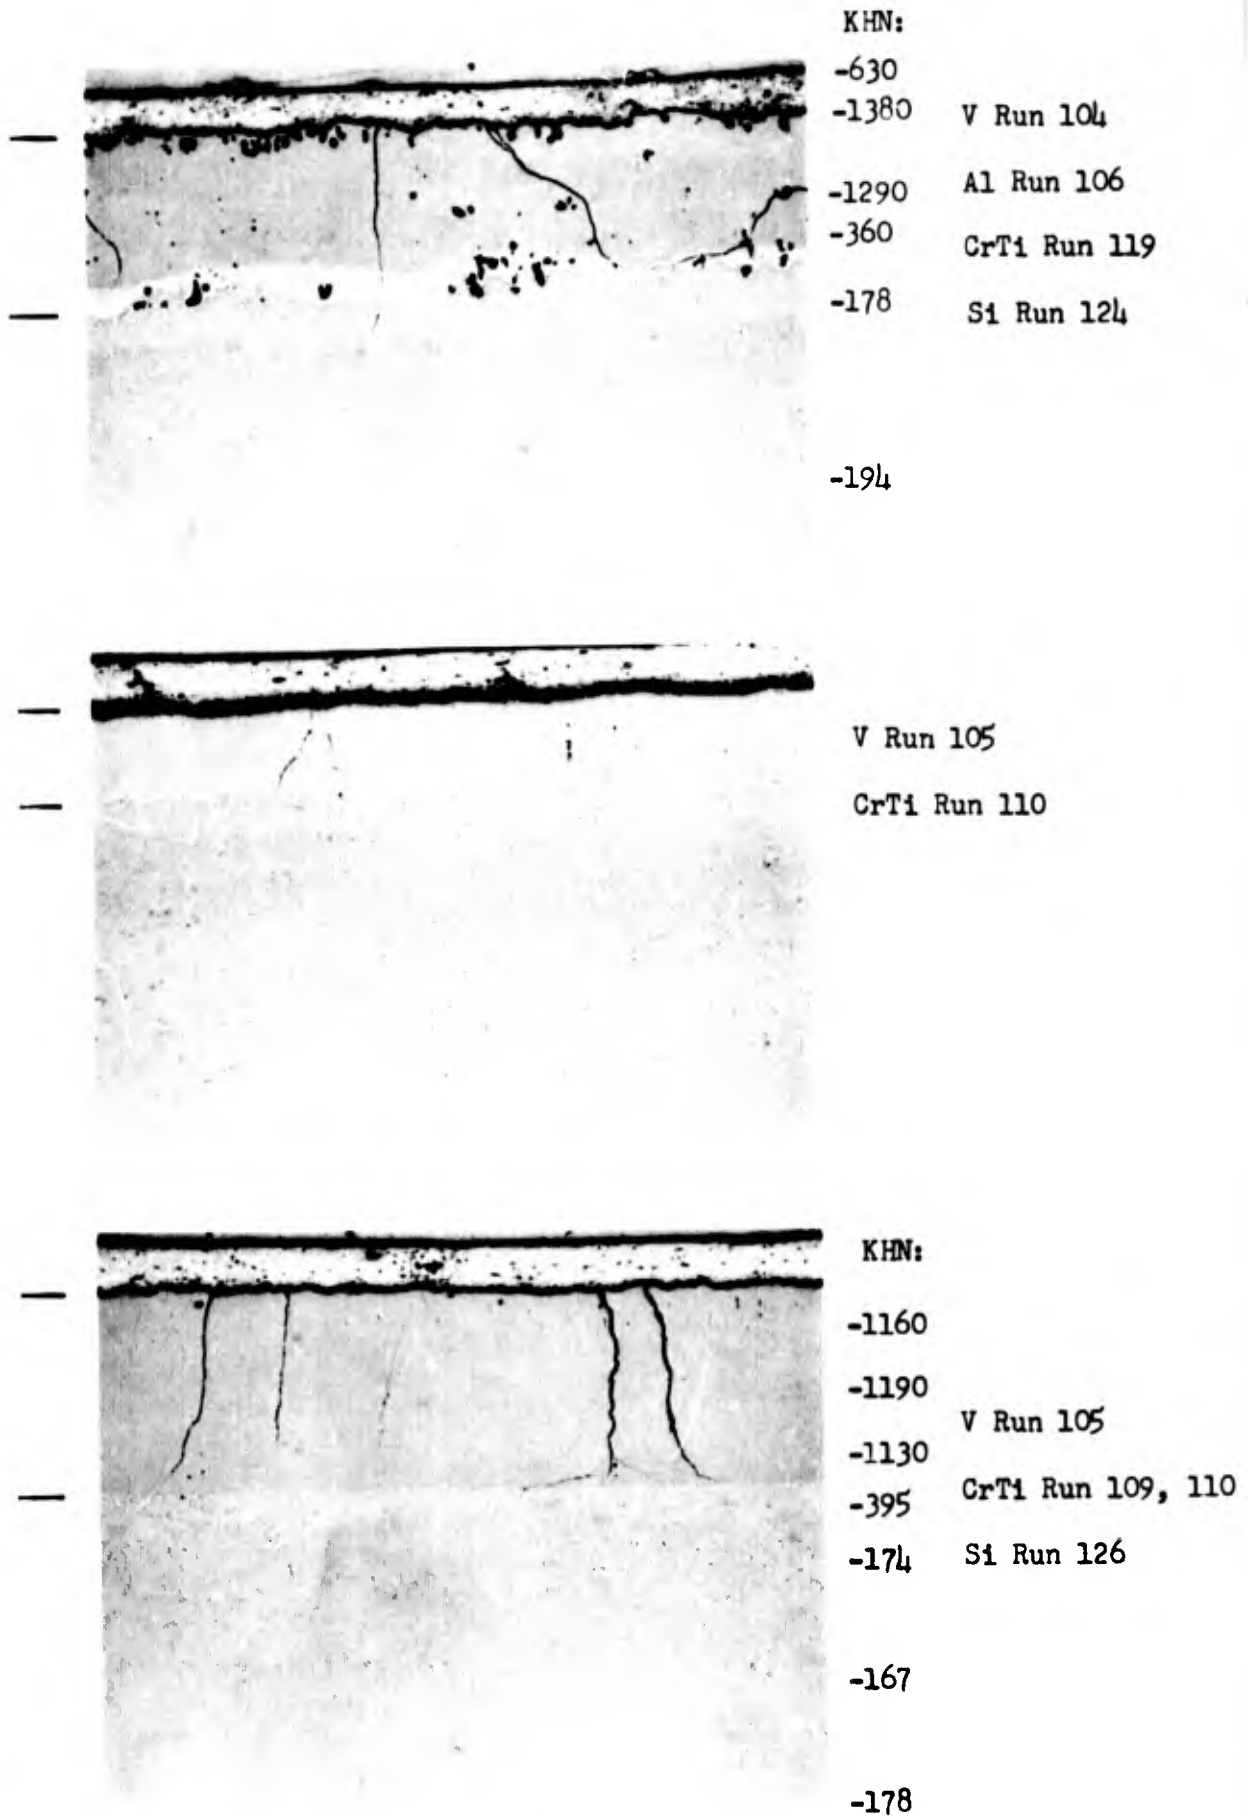 KHN:
-630
-1380
V Run 104
-1290
Al Run 106
-360
CrTi Run 119
-178
Si Run 124
-194
V Run 105
CrTi Run 110
KHN:
-1160
-1190
V Run 105
-1130
CrTi Run 109, 110
-395
-174
Si Run 126
-167
-178